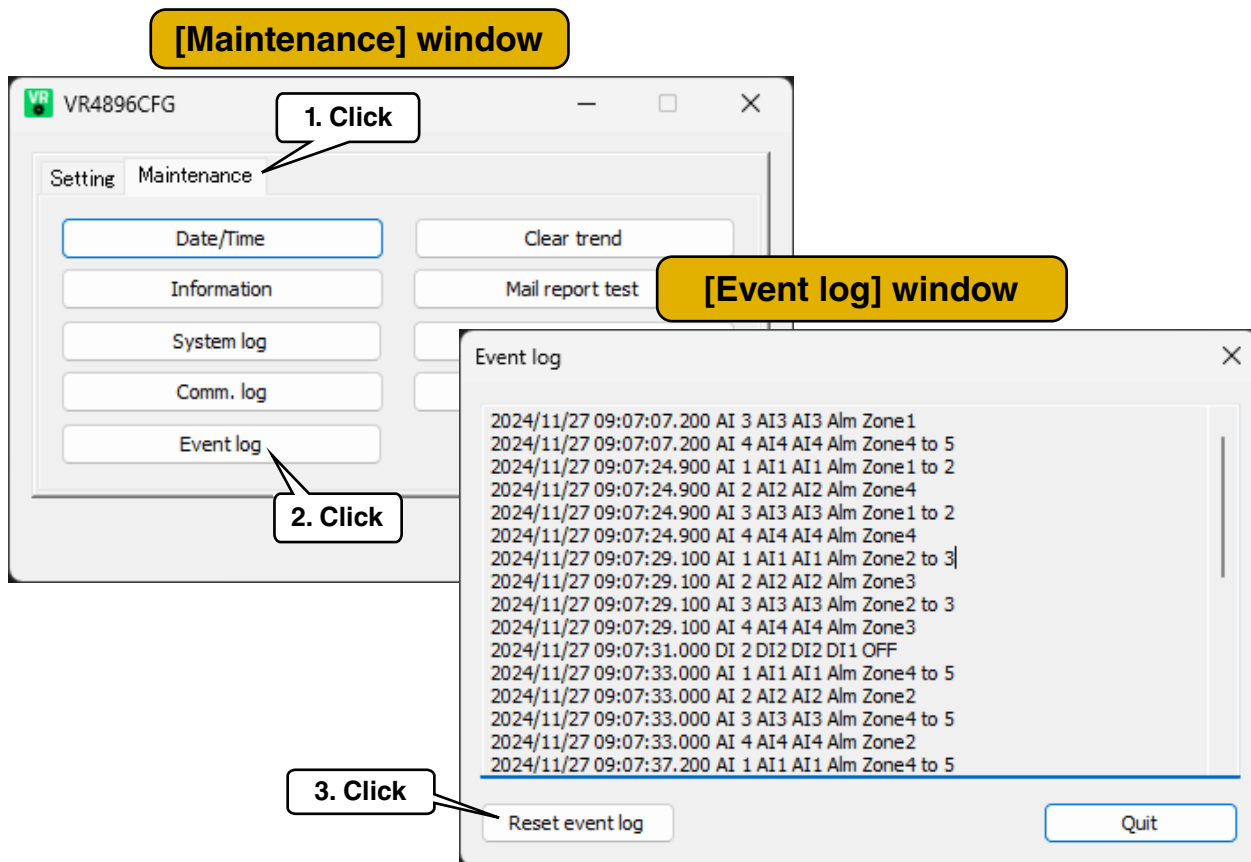 [Maintenance] window
VR
VR4896CFG
1. Click
Setting Maintenance
Date/Time
Clear trend
Information
Mail report test
System log
Comm. log
Event log
2. Click
[Event log] window
Event log
2024/11/27 09:07:07.200 AI 3 AI3 AI3 Alm Zone1
2024/11/27 09:07:07.200 AI 4 AI4 AI4 Alm Zone4 to 5
2024/11/27 09:07:24.900 AI 1 AI1 AI1 Alm Zone1 to 2
2024/11/27 09:07:24.900 AI 2 AI2 AI2 Alm Zone4
2024/11/27 09:07:24.900 AI 3 AI3 AI3 Alm Zone1 to 2
2024/11/27 09:07:24.900 AI 4 AI4 AI4 Alm Zone4
2024/11/27 09:07:29.100 AI 1 AI1 AI1 Alm Zone2 to 3
2024/11/27 09:07:29.100 AI 2 AI2 AI2 Alm Zone3
2024/11/27 09:07:29.100 AI 3 AI3 AI3 Alm Zone2 to 3
2024/11/27 09:07:29.100 AI 4 AI4 AI4 Alm Zone3
2024/11/27 09:07:31.000 DI 2 DI2 DI2 DI1 OFF
2024/11/27 09:07:33.000 AI 1 AI1 AI1 Alm Zone4 to 5
2024/11/27 09:07:33.000 AI 2 AI2 AI2 Alm Zone2
2024/11/27 09:07:33.000 AI 3 AI3 AI3 Alm Zone4 to 5
2024/11/27 09:07:33.000 AI 4 AI4 AI4 Alm Zone2
2024/11/27 09:07:37.200 AI 1 AI1 AI1 Alm Zone4 to 5
3. Click
Reset event log
Quit